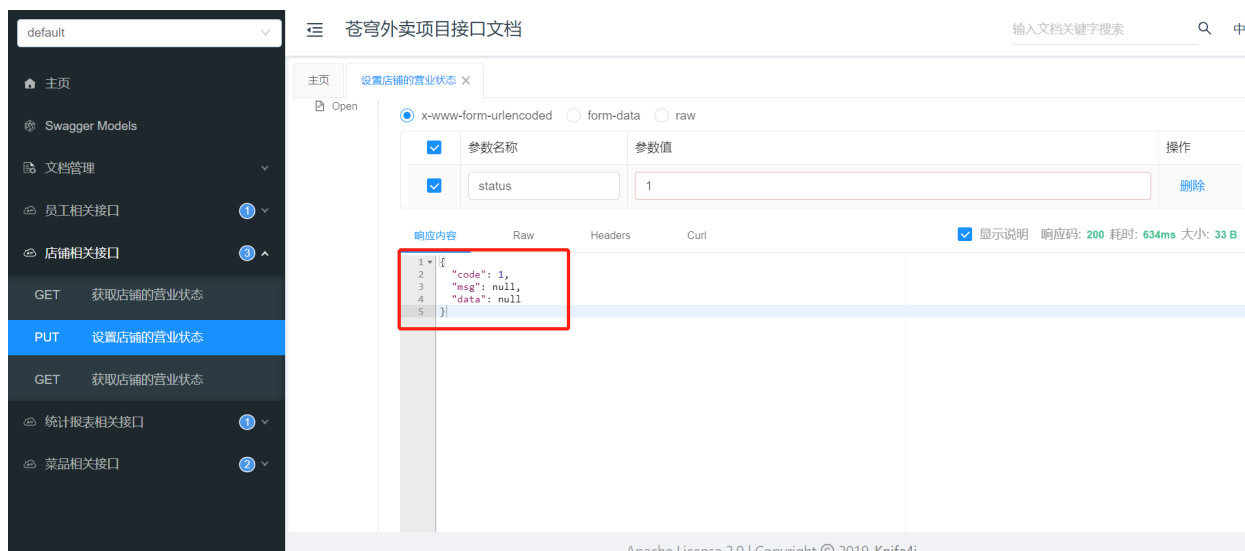 default
苍穹外卖项目接口文档
输入文档关键字搜索
中
主页
Swagger Models
文档管理
员工相关接口 1
店铺相关接口 3
GET 获取店铺的营业状态
PUT 设置店铺的营业状态
GET 获取店铺的营业状态
统计报表相关接口 1
菜品相关接口 2
主页 设置店铺的营业状态
Open
x-www-form-urlencoded form-data raw
参数名称 参数值 操作
status 1 删除
响应内容 Raw Headers Curl 显示说明 响应码: 200 耗时: 634ms 大小: 33 B
1 {
2 "code": 1,
3 "msg": null,
4 "data": null
5 }
Apache License 2.0 | Copyright © 2019-Knife4j